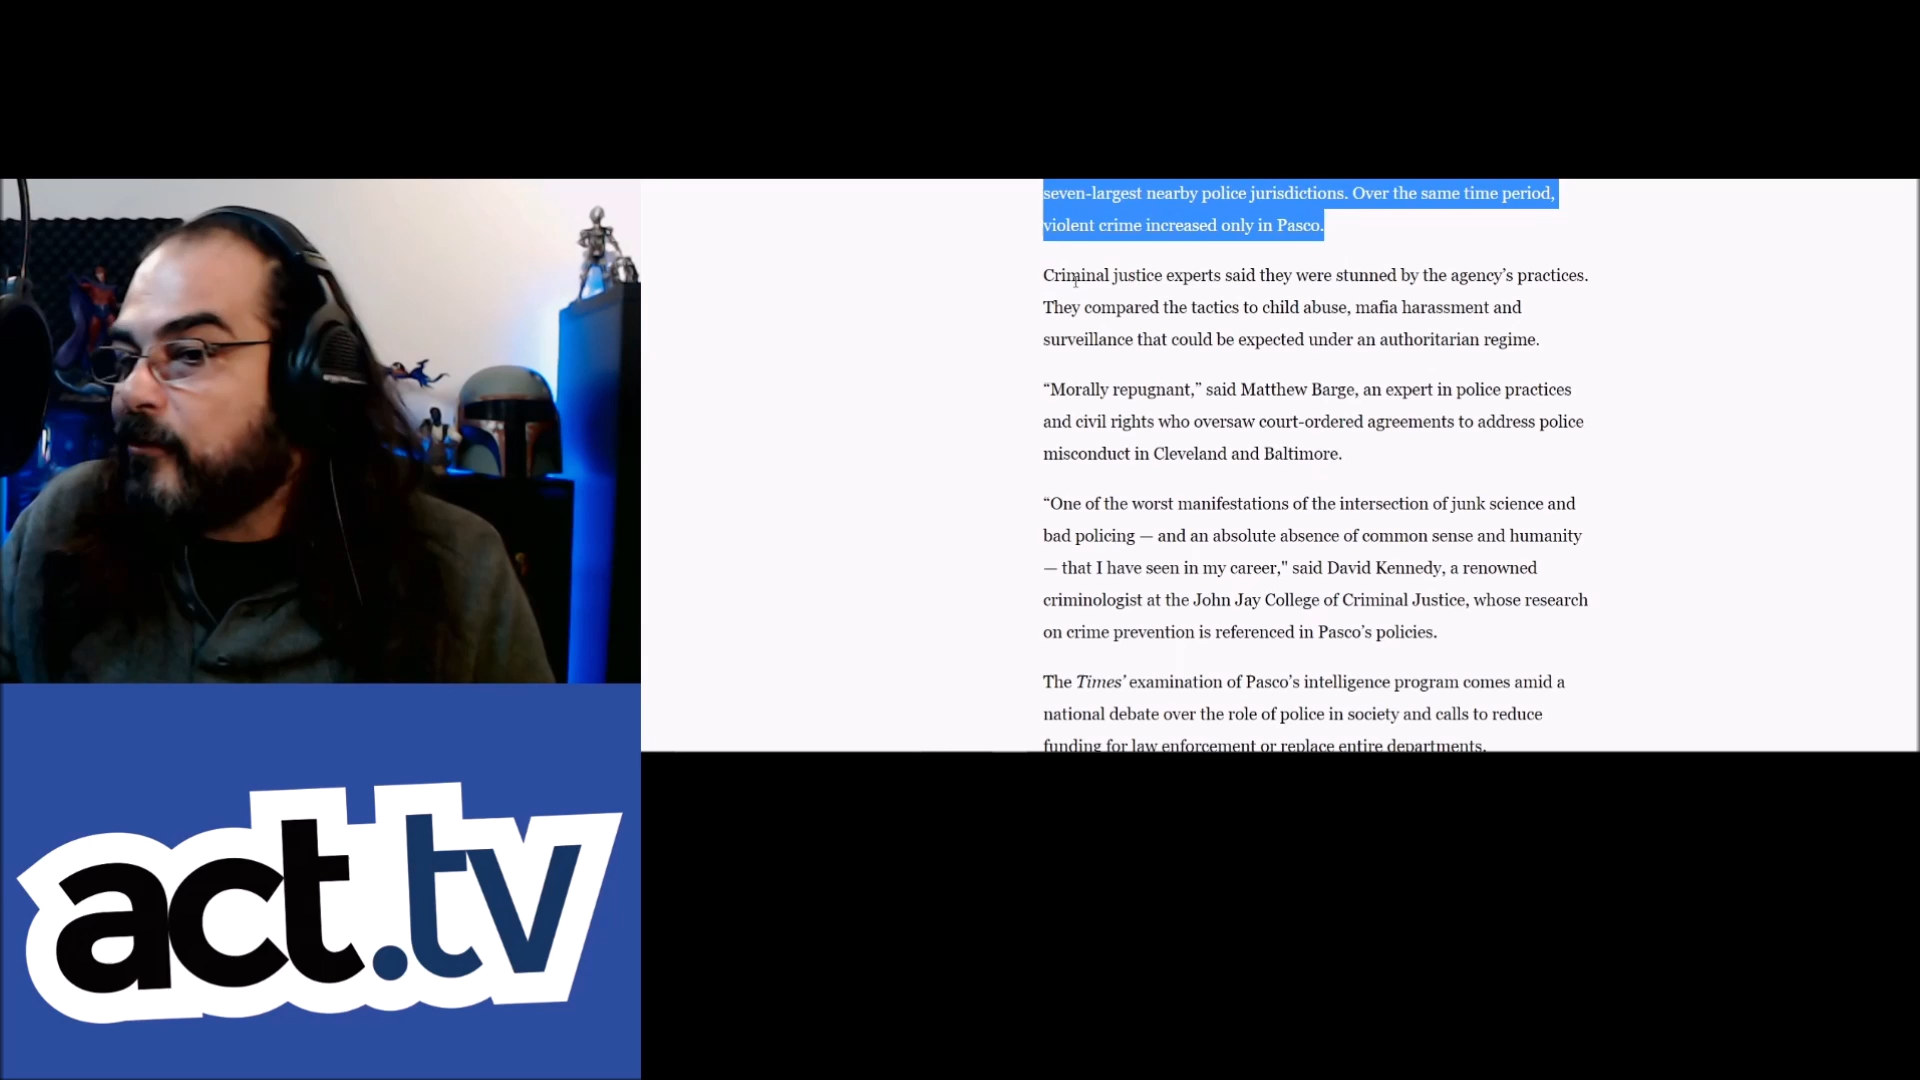 seven-largest nearby police jurisdictions. Over the same time period,
violent crime increased only in Pasco.
Criminal justice experts said they were stunned by the agency’s practices.
They compared the tactics to child abuse, mafia harassment and
surveillance that could be expected under an authoritarian regime.
“Morally repugnant,” said Matthew Barge, an expert in police practices
and civil rights who oversaw court-ordered agreements to address police
misconduct in Cleveland and Baltimore.
“One of the worst manifestations of the intersection of junk science and
bad policing — and an absolute absence of common sense and humanity
— that I have seen in my career," said David Kennedy, a renowned
criminologist at the John Jay College of Criminal Justice, whose research
on crime prevention is referenced in Pasco’s policies.
The Times’ examination of Pasco’s intelligence program comes amid a
national debate over the role of police in society and calls to reduce
funding for law enforcement or replace entire departments.
act.tv